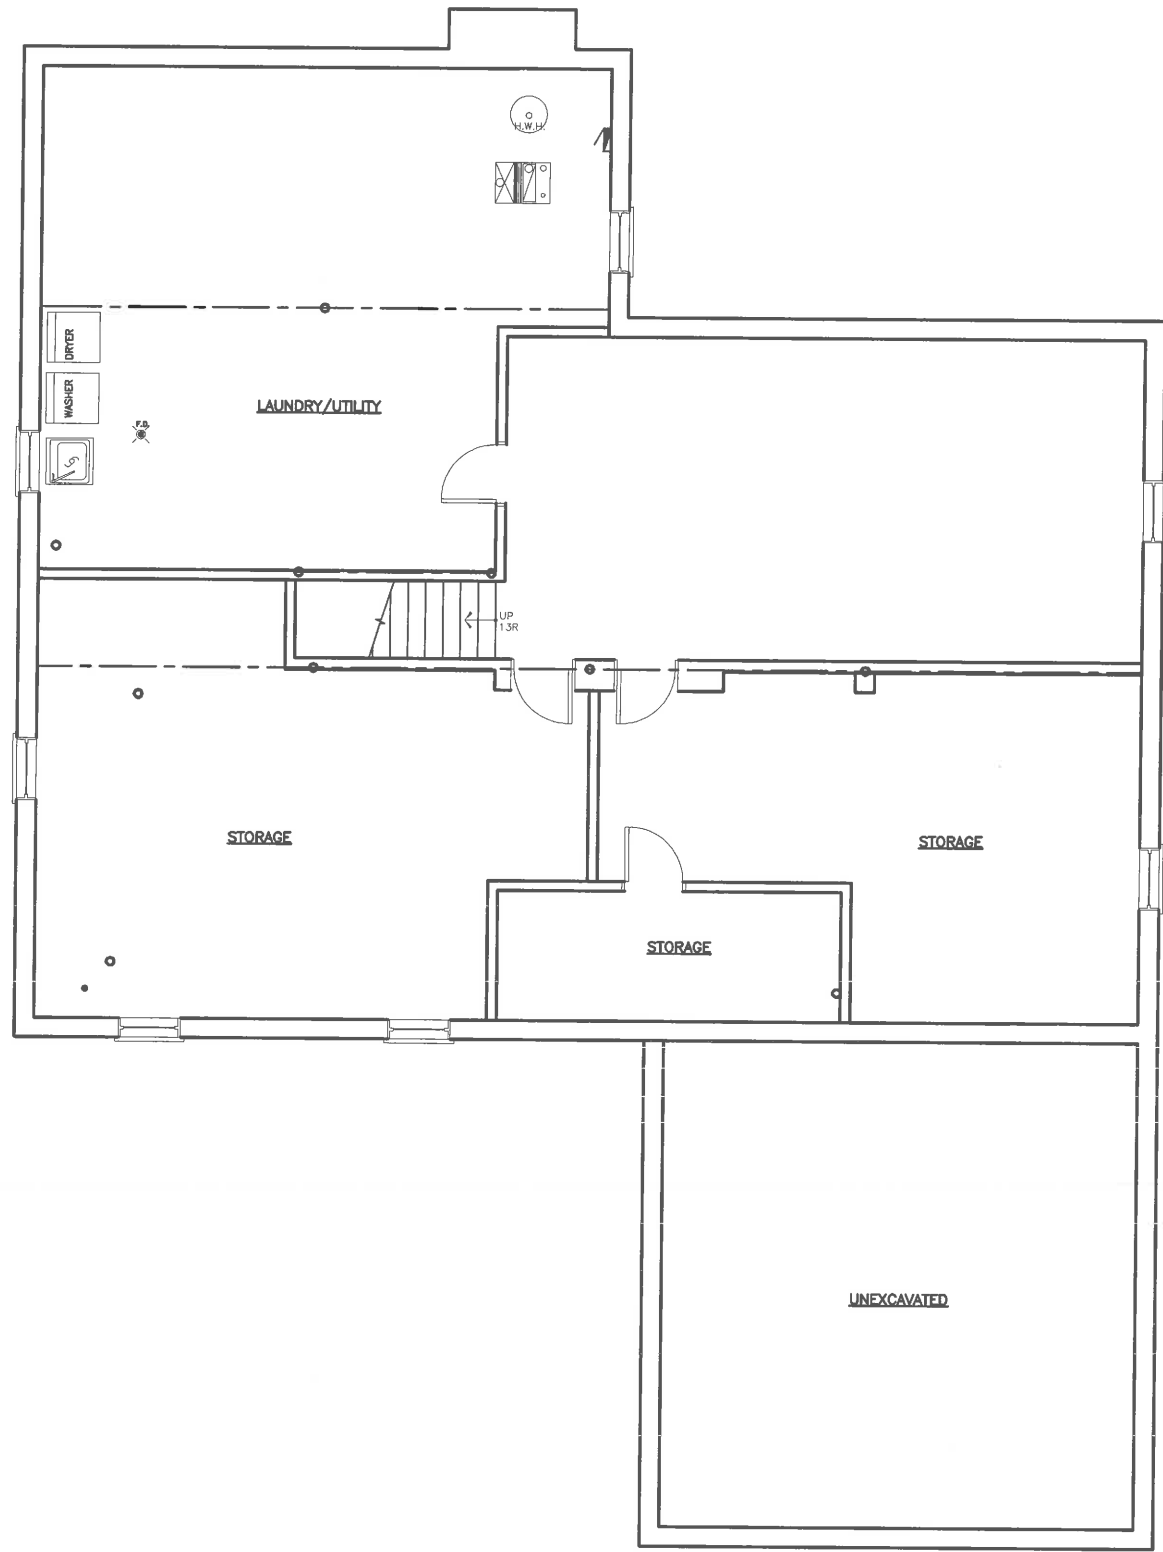 H.W.H.
DRYER
WASHER
F.D.
LAUNDRY/UTILITY
UP
13R
STORAGE
STORAGE
STORAGE
UNEXCAVATED